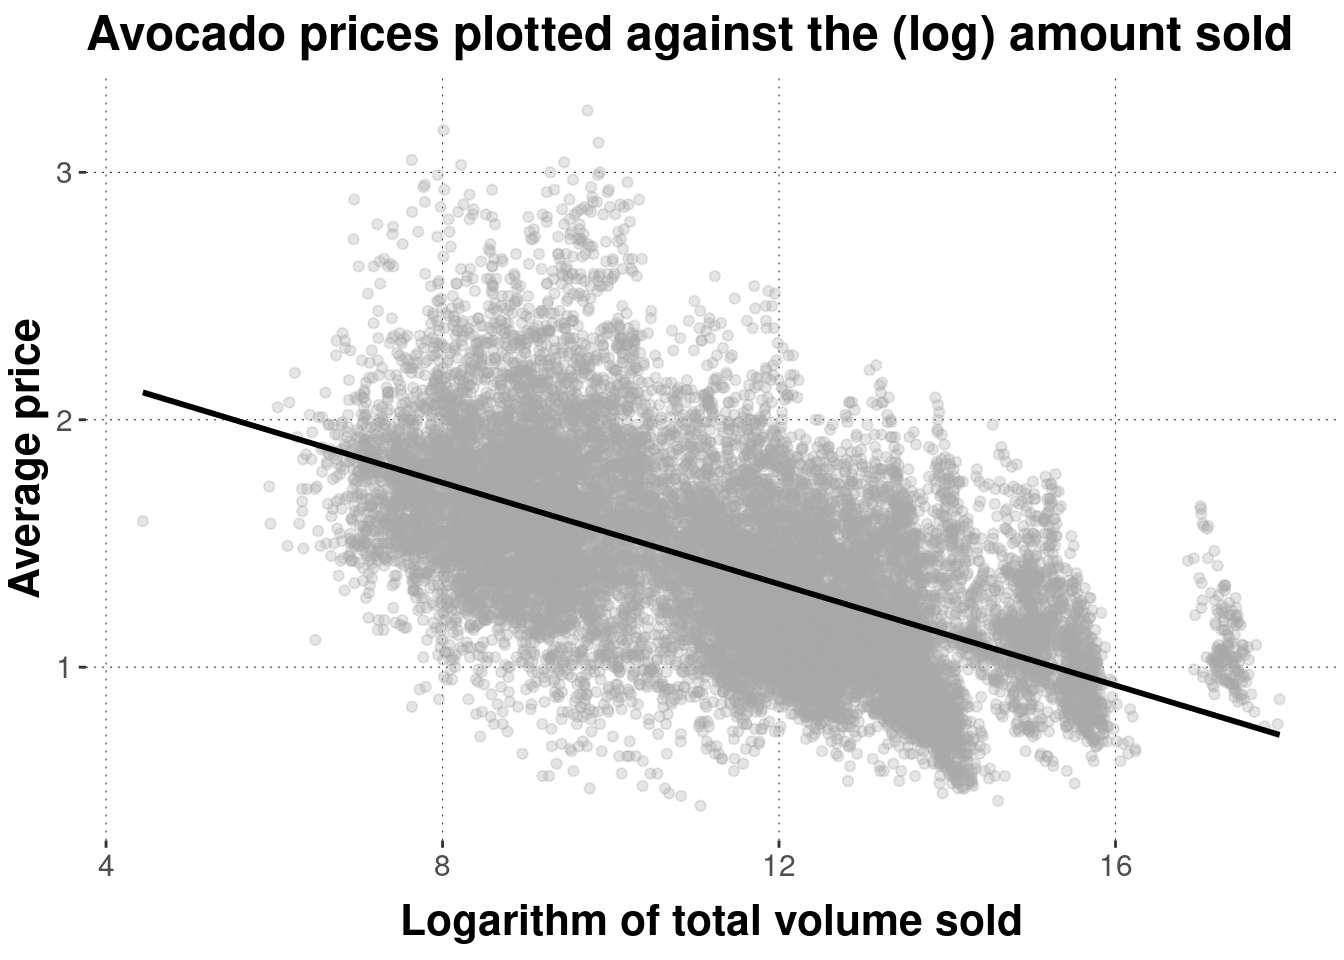 Avocado prices plotted against the (log) amount sold
Average price
3
2
1
4 8 12 16
Logarithm of total volume sold